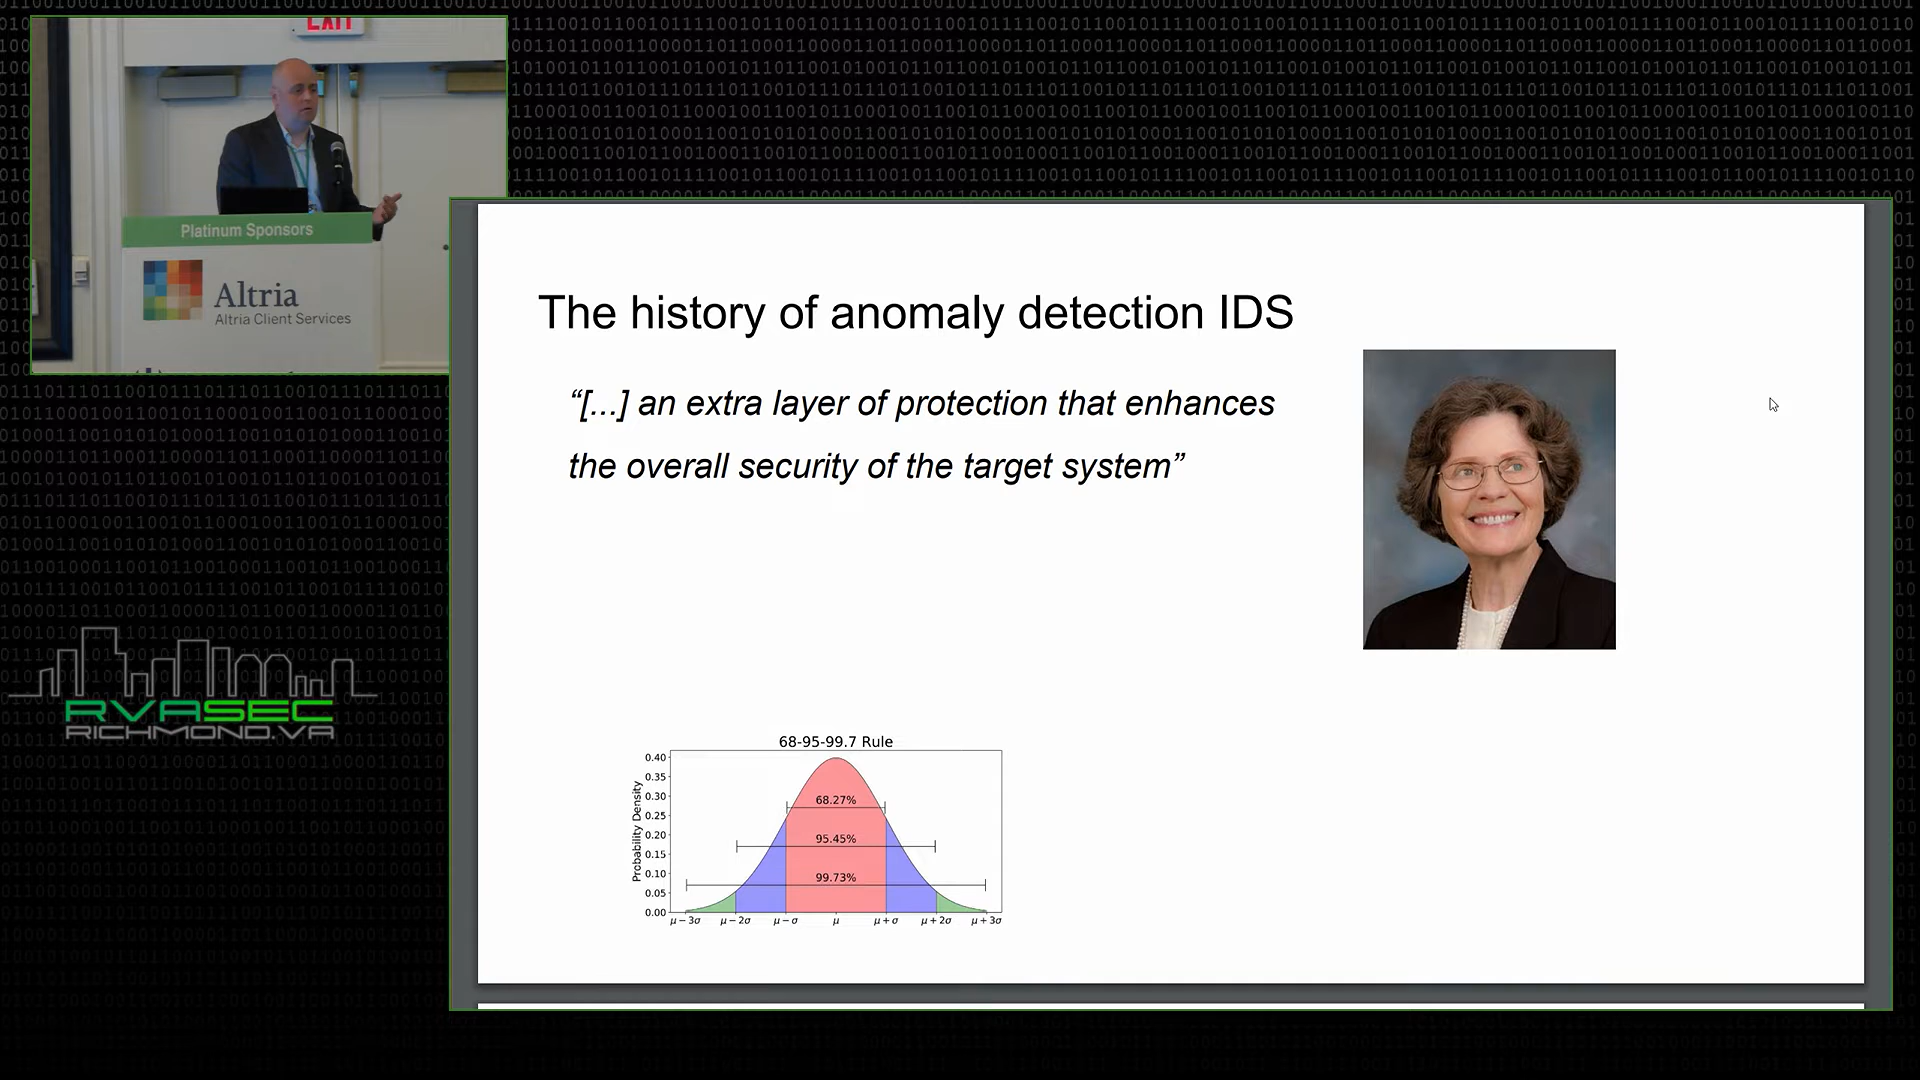 EXIT
Platinum Sponsors
Altria
Altria Client Services
The history of anomaly detection IDS
“[...] an extra layer of protection that enhances
the overall security of the target system”
RVASEC
RICHMOND.VA
68-95-99.7 Rule
Probability Density
0.40
0.35
0.30
0.25
0.20
0.15
0.10
0.05
0.00
68.27%
95.45%
99.73%
μ − 3σ μ − 2σ μ − σ μ μ + σ μ + 2σ μ + 3σ